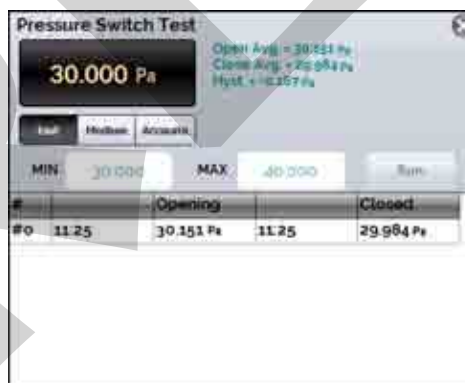 Pressure Switch Test
Open Avg. = 30.151 Pa
30.000 Pa
Close Avg. = 29.984 Pa
Hyst. = -0.167 Pa
Fast Medium Accurate
MIN 30.000 MAX 40.000 Run
# Opening Closed
#0 11:25 30.151 Pa 11:25 29.984 Pa